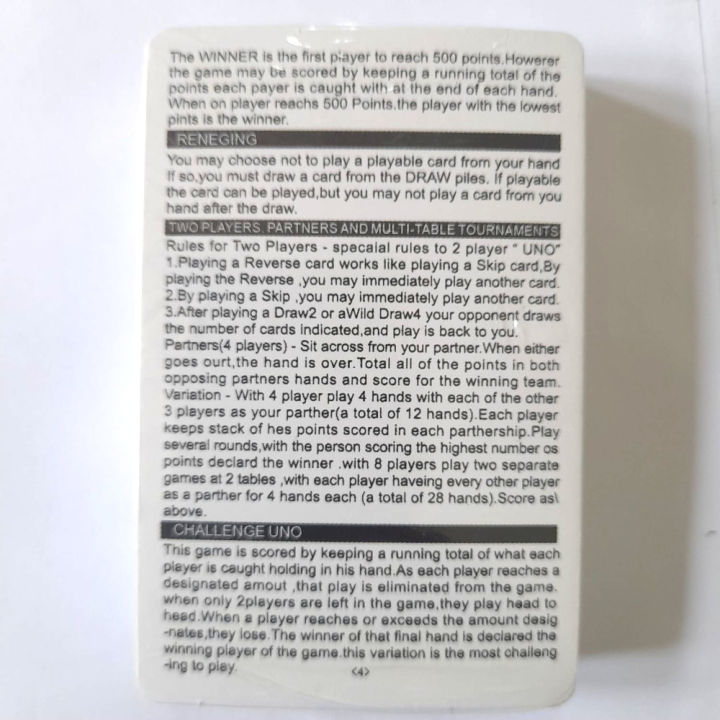 The WINNER is the first player to reach 500 points.Howerer
the game may be scored by keeping a running total of the
points each payer is caught with at the end of each hand.
When on player reachs 500 Points.the player with the lowest
pints is the winner.
RENEGING
You may choose not to play a playable card from your hand
If so,you must draw a card from the DRAW piles. If playable
the card can be played,but you may not play a card from you
hand after the draw.
TWO PLAYERS. PARTNERS AND MULTI-TABLE TOURNAMENTS
Rules for Two Players - specaial rules to 2 player " UNO"
1.Playing a Reverse card works like playing a Skip card,By
playing the Reverse ,you may immediately play another card.
2.By playing a Skip ,you may immediately play another card.
3.After playing a Draw2 or aWild Draw4 your opponent draws
the number of cards indicated,and play is back to you.
Partners(4 players) - Sit across from your partner.When either
goes ourt,the hand is over.Total all of the points in both
opposing partners hands and score for the winning team.
Variation - With 4 player play 4 hands with each of the other
3 players as your parther(a total of 12 hands).Each player
keeps stack of hes points scored in each parthership.Play
several rounds,with the person scoring the highest number os
points declard the winner .with 8 players play two separate
games at 2 tables ,with each player haveing every other player
as a parther for 4 hands each (a total of 28 hands).Score as\
above.
CHALLENGE UNO
This game is scored by keeping a running total of what each
player is caught holding in his hand.As each player reaches a
designated amout ,that play is eliminated from the game.
when only 2players are left in the game,they play head to
head.When a player reaches or exceeds the amount desig
-nates,they lose.The winner of that final hand is declared the
winning player of the game.this variation is the most challeng
-ing to play.
<4>